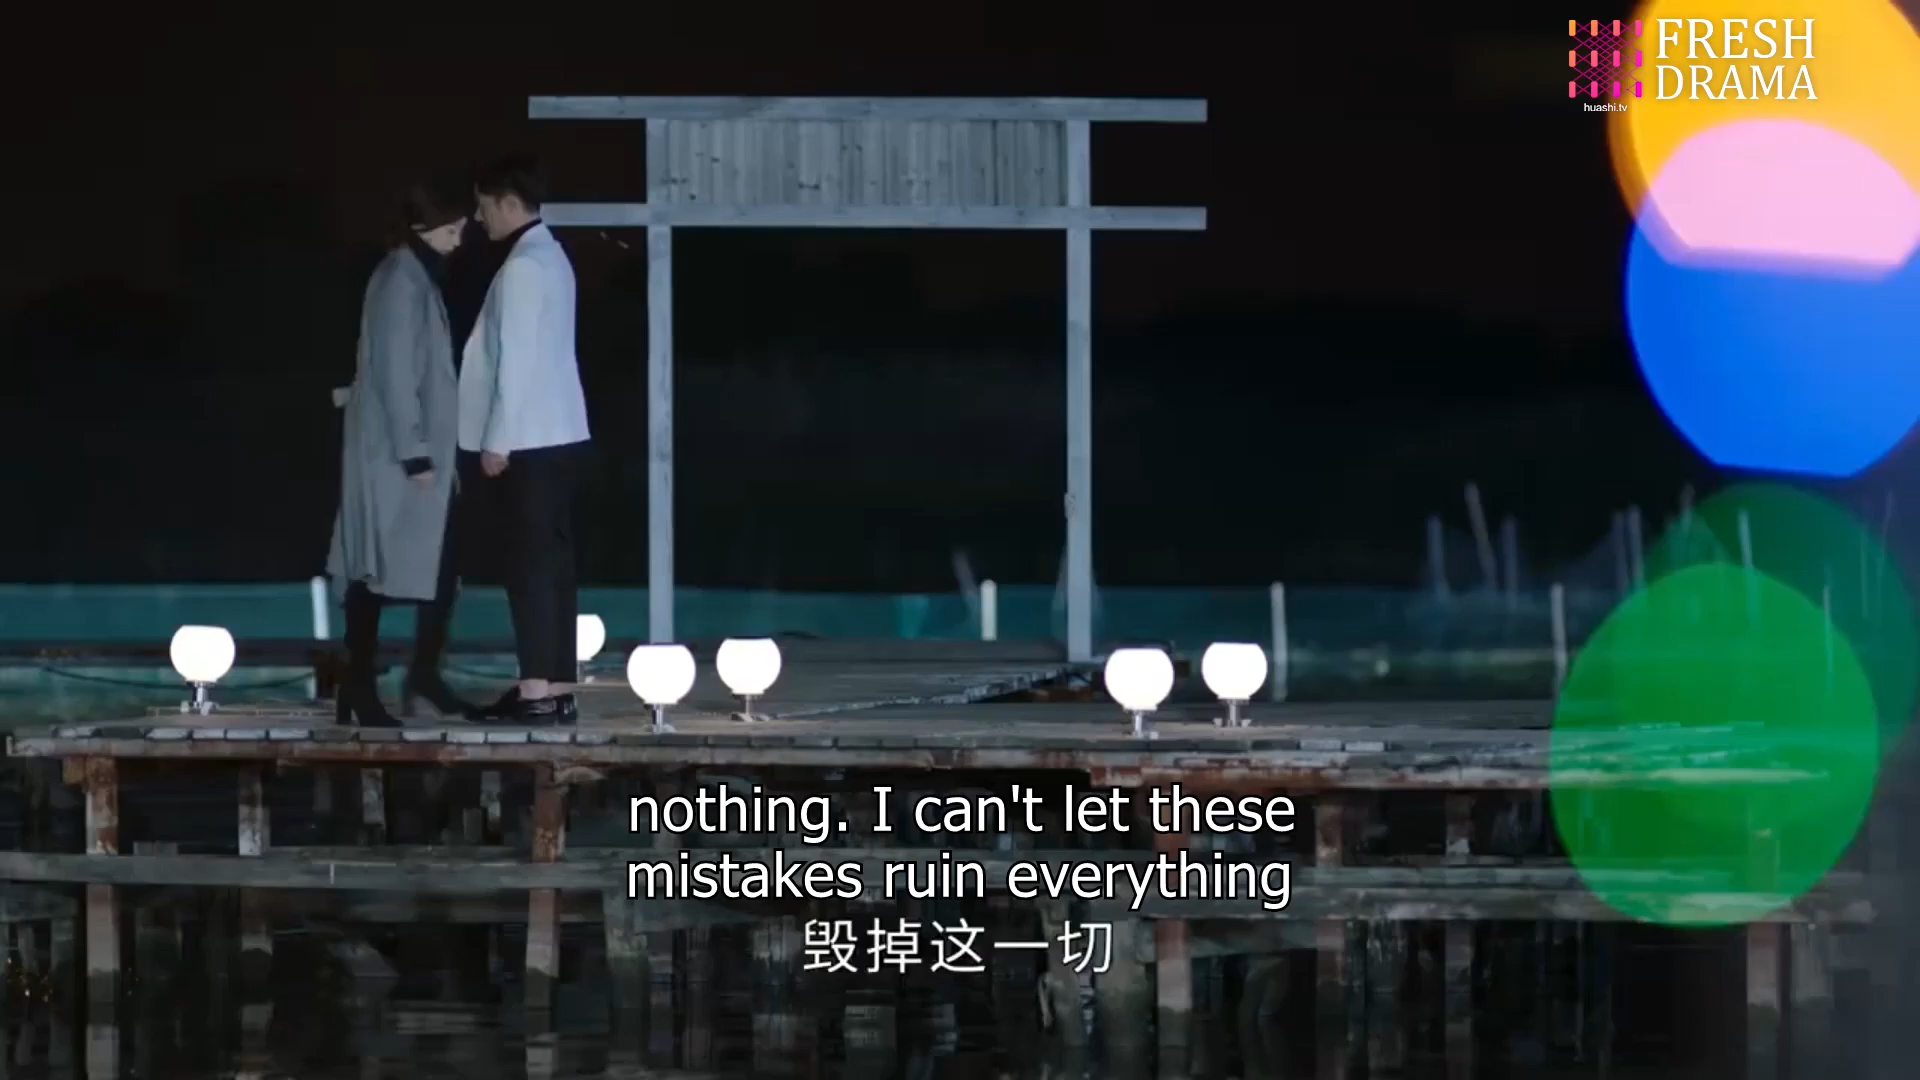 FRESH
DRAMA
huashi.tv
nothing. I can't let these
mistakes ruin everything
毁掉这一切